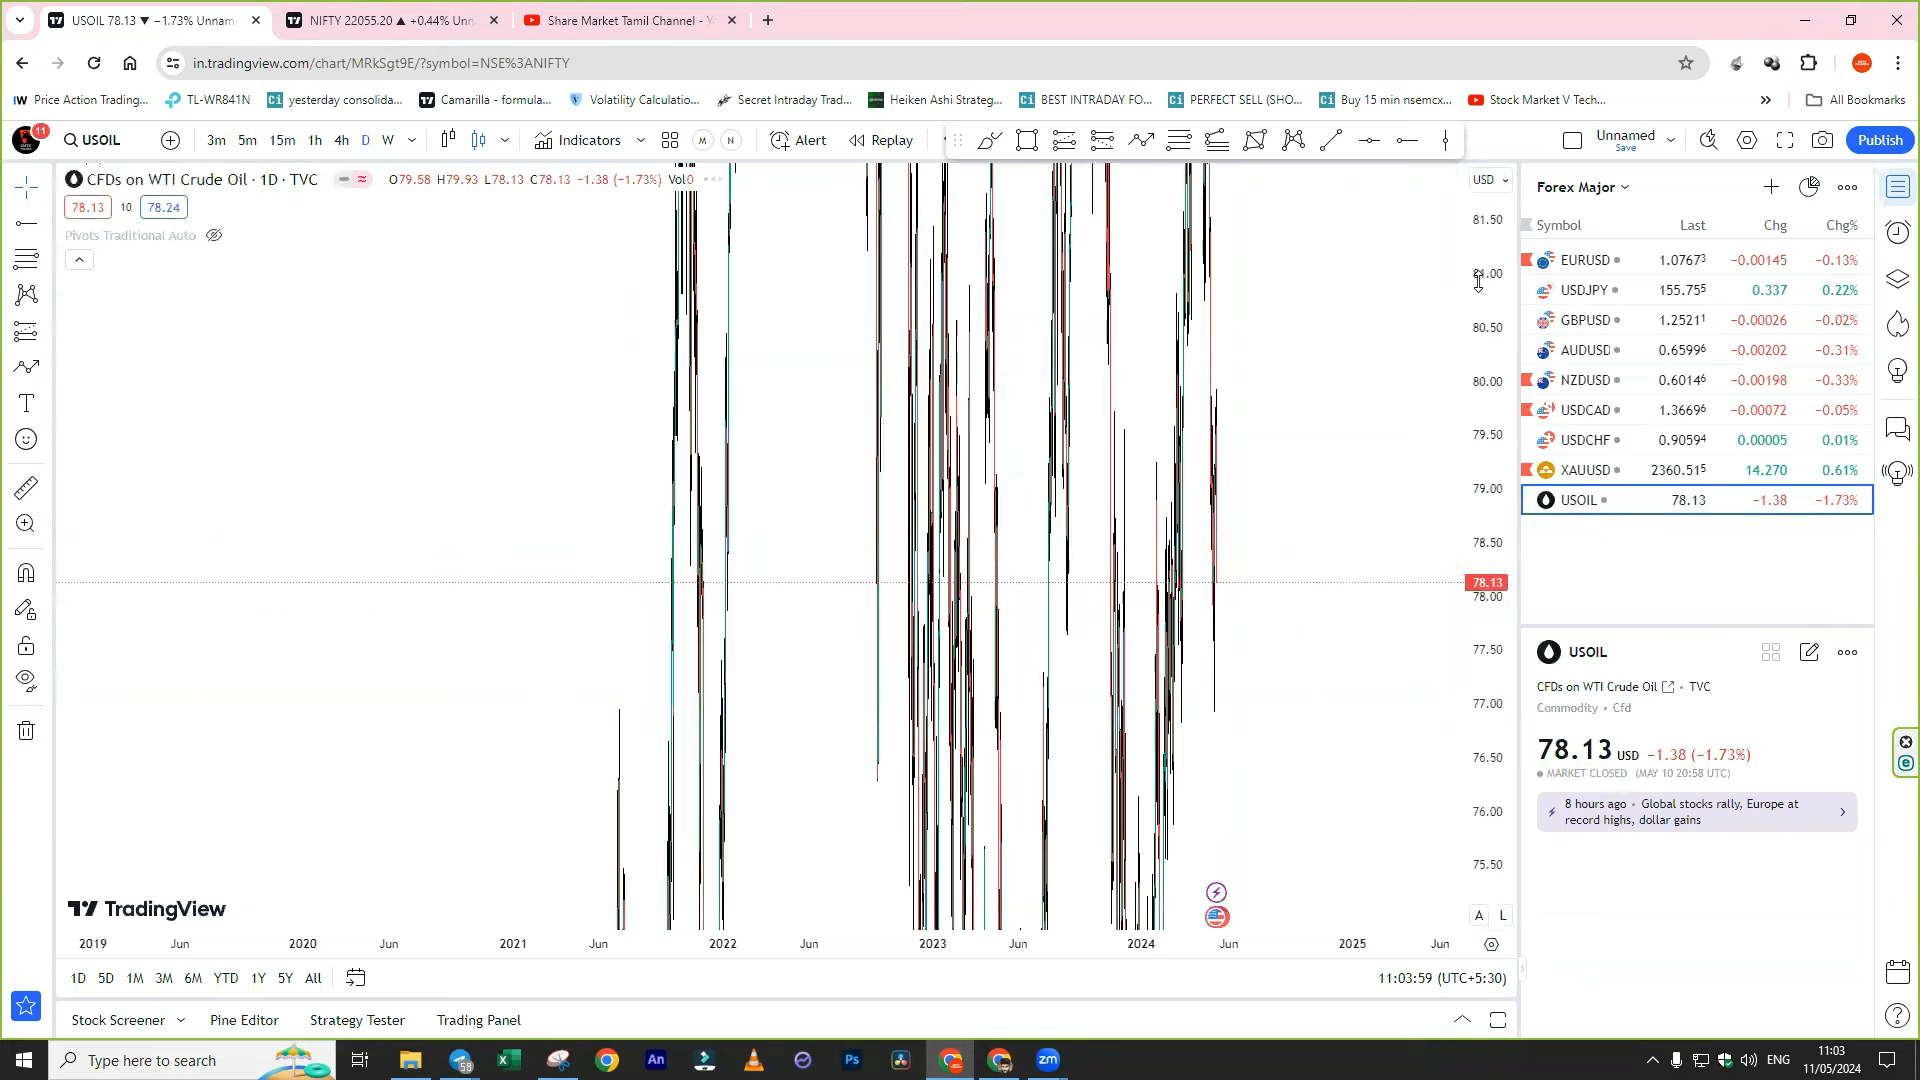 USOIL 78.13 ▼ −1.73% Unnam
NIFTY 22055.20 ▲ +0.44% Unn
Share Market Tamil Channel - Y
in.tradingview.com/chart/MRkSgt9E/?symbol=NSE%3ANIFTY
Price Action Trading... TL-WR841N yesterday consolida... Camarilla - formula... Volatility Calculatio... Secret Intraday Trad... Heiken Ashi Strateg... BEST INTRADAY FO... PERFECT SELL (SHO... Buy 15 min nsemcx... Stock Market V Tech... » All Bookmarks
11 USOIL 3m 5m 15m 1h 4h D W Indicators M N Alert Replay Unnamed Publish
Save
CFDs on WTI Crude Oil · 1D · TVC O79.58 H79.93 L78.13 C78.13 −1.38 (−1.73%) Vol0
78.13 10 78.24
Pivots Traditional Auto
USD
81.50
81.00
80.50
80.00
79.50
79.00
78.50
78.13
78.00
77.50
77.00
76.50
76.00
75.50
A L
TradingView
2019 Jun 2020 Jun 2021 Jun 2022 Jun 2023 Jun 2024 Jun 2025 Jun
1D 5D 1M 3M 6M YTD 1Y 5Y All 11:03:59 (UTC+5:30)
Stock Screener Pine Editor Strategy Tester Trading Panel
Forex Major
Symbol Last Chg Chg%
EURUSD 1.0767³ −0.00145 −0.13%
USDJPY 155.75⁵ 0.337 0.22%
GBPUSD 1.2521¹ −0.00026 −0.02%
AUDUSD 0.6599⁶ −0.00202 −0.31%
NZDUSD 0.6014⁶ −0.00198 −0.33%
USDCAD 1.3669⁶ −0.00072 −0.05%
USDCHF 0.9059⁴ 0.00005 0.01%
XAUUSD 2360.51⁵ 14.270 0.61%
USOIL 78.13 −1.38 −1.73%
USOIL
CFDs on WTI Crude Oil • TVC
Commodity • Cfd
78.13 USD −1.38 (−1.73%)
MARKET CLOSED (MAY 10 20:58 UTC)
8 hours ago • Global stocks rally, Europe at
record highs, dollar gains
Type here to search 58 An Ps zm ENG 11:03
11/05/2024